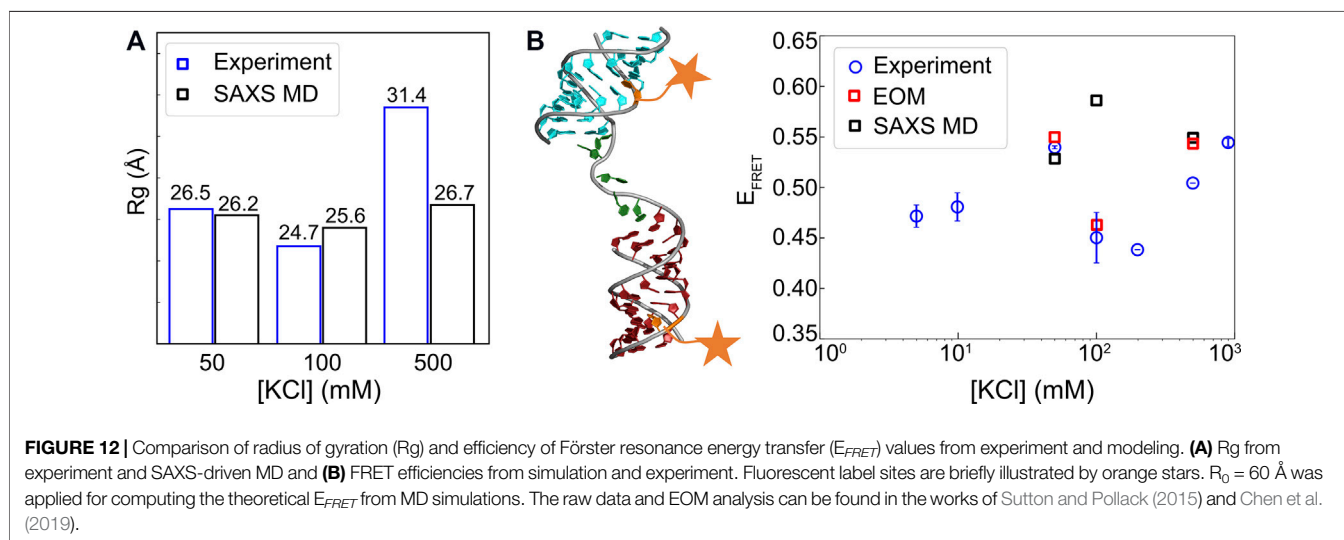 A
Experiment
SAXS MD
Rg (Å)
26.5
26.2
24.7
25.6
31.4
26.7
50
100
500
[KCl] (mM)
B
Experiment
EOM
SAXS MD
E_FRET
0.65
0.60
0.55
0.50
0.45
0.40
0.35
10⁰
10¹
10²
10³
[KCl] (mM)
FIGURE 12 | Comparison of radius of gyration (Rg) and efficiency of Förster resonance energy transfer (E_FRET) values from experiment and modeling. (A) Rg from
experiment and SAXS-driven MD and (B) FRET efficiencies from simulation and experiment. Fluorescent label sites are briefly illustrated by orange stars. R₀ = 60 Å was
applied for computing the theoretical E_FRET from MD simulations. The raw data and EOM analysis can be found in the works of Sutton and Pollack (2015) and Chen et al.
(2019).